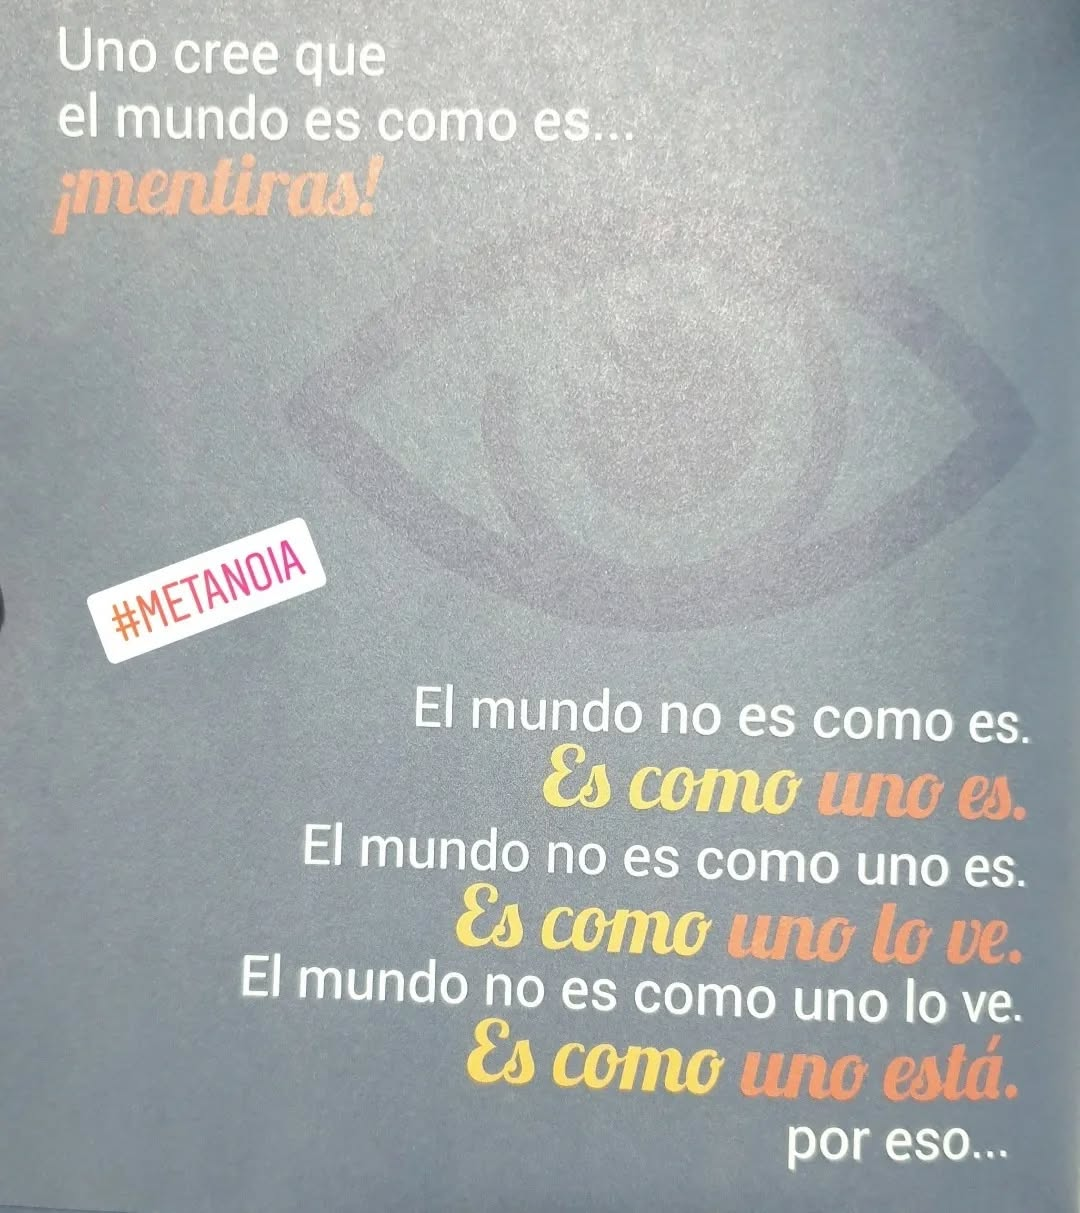 Uno cree que
el mundo es como es...
¡mentiras!
#METANOIA
El mundo no es como es.
Es como uno es.
El mundo no es como uno es.
Es como uno lo ve.
El mundo no es como uno lo ve.
Es como uno está.
por eso...